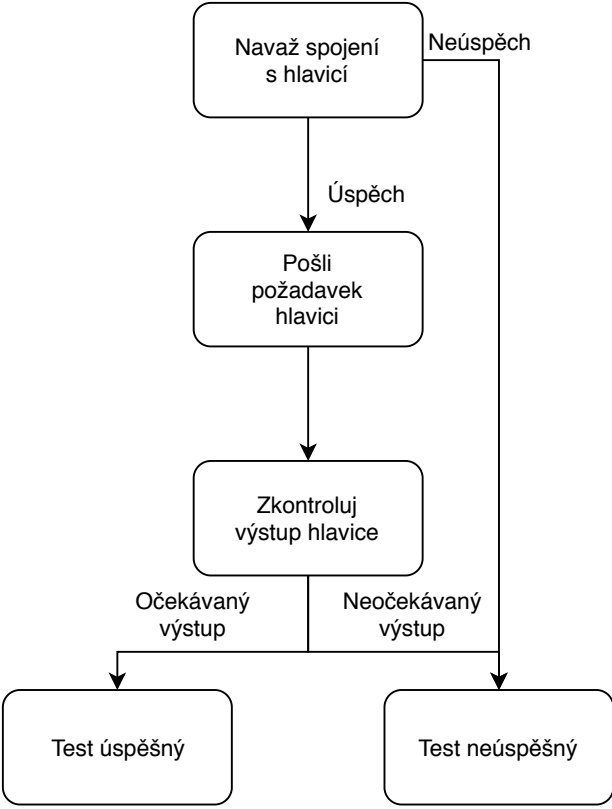 Navaž spojení
s hlavicí
Neúspěch
Úspěch
Pošli
požadavek
hlavici
Zkontroluj
výstup hlavice
Očekávaný
výstup
Neočekávaný
výstup
Test úspěšný
Test neúspěšný